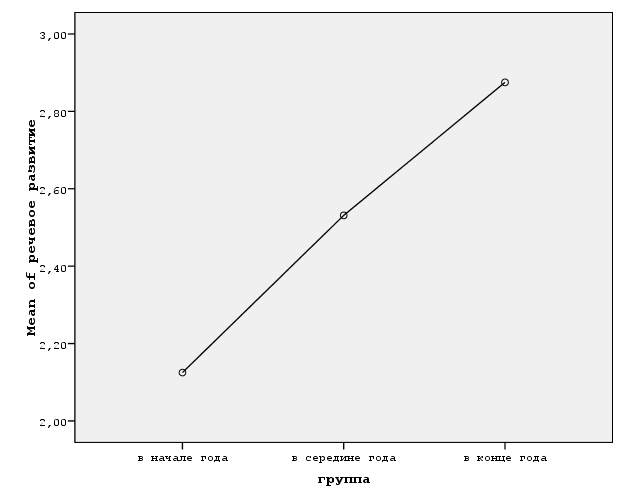 3,00
2,80
2,60
2,40
2,20
2,00
Mean of речевое развитие
в начале года
в середине года
в конце года
группа